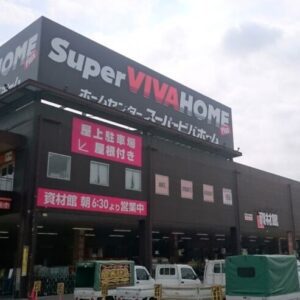 Super VIVAHOME
ホームセンター スーパービバホーム
HOME
屋上駐車場
屋根付き
資材館 朝6:30より営業中
資材館